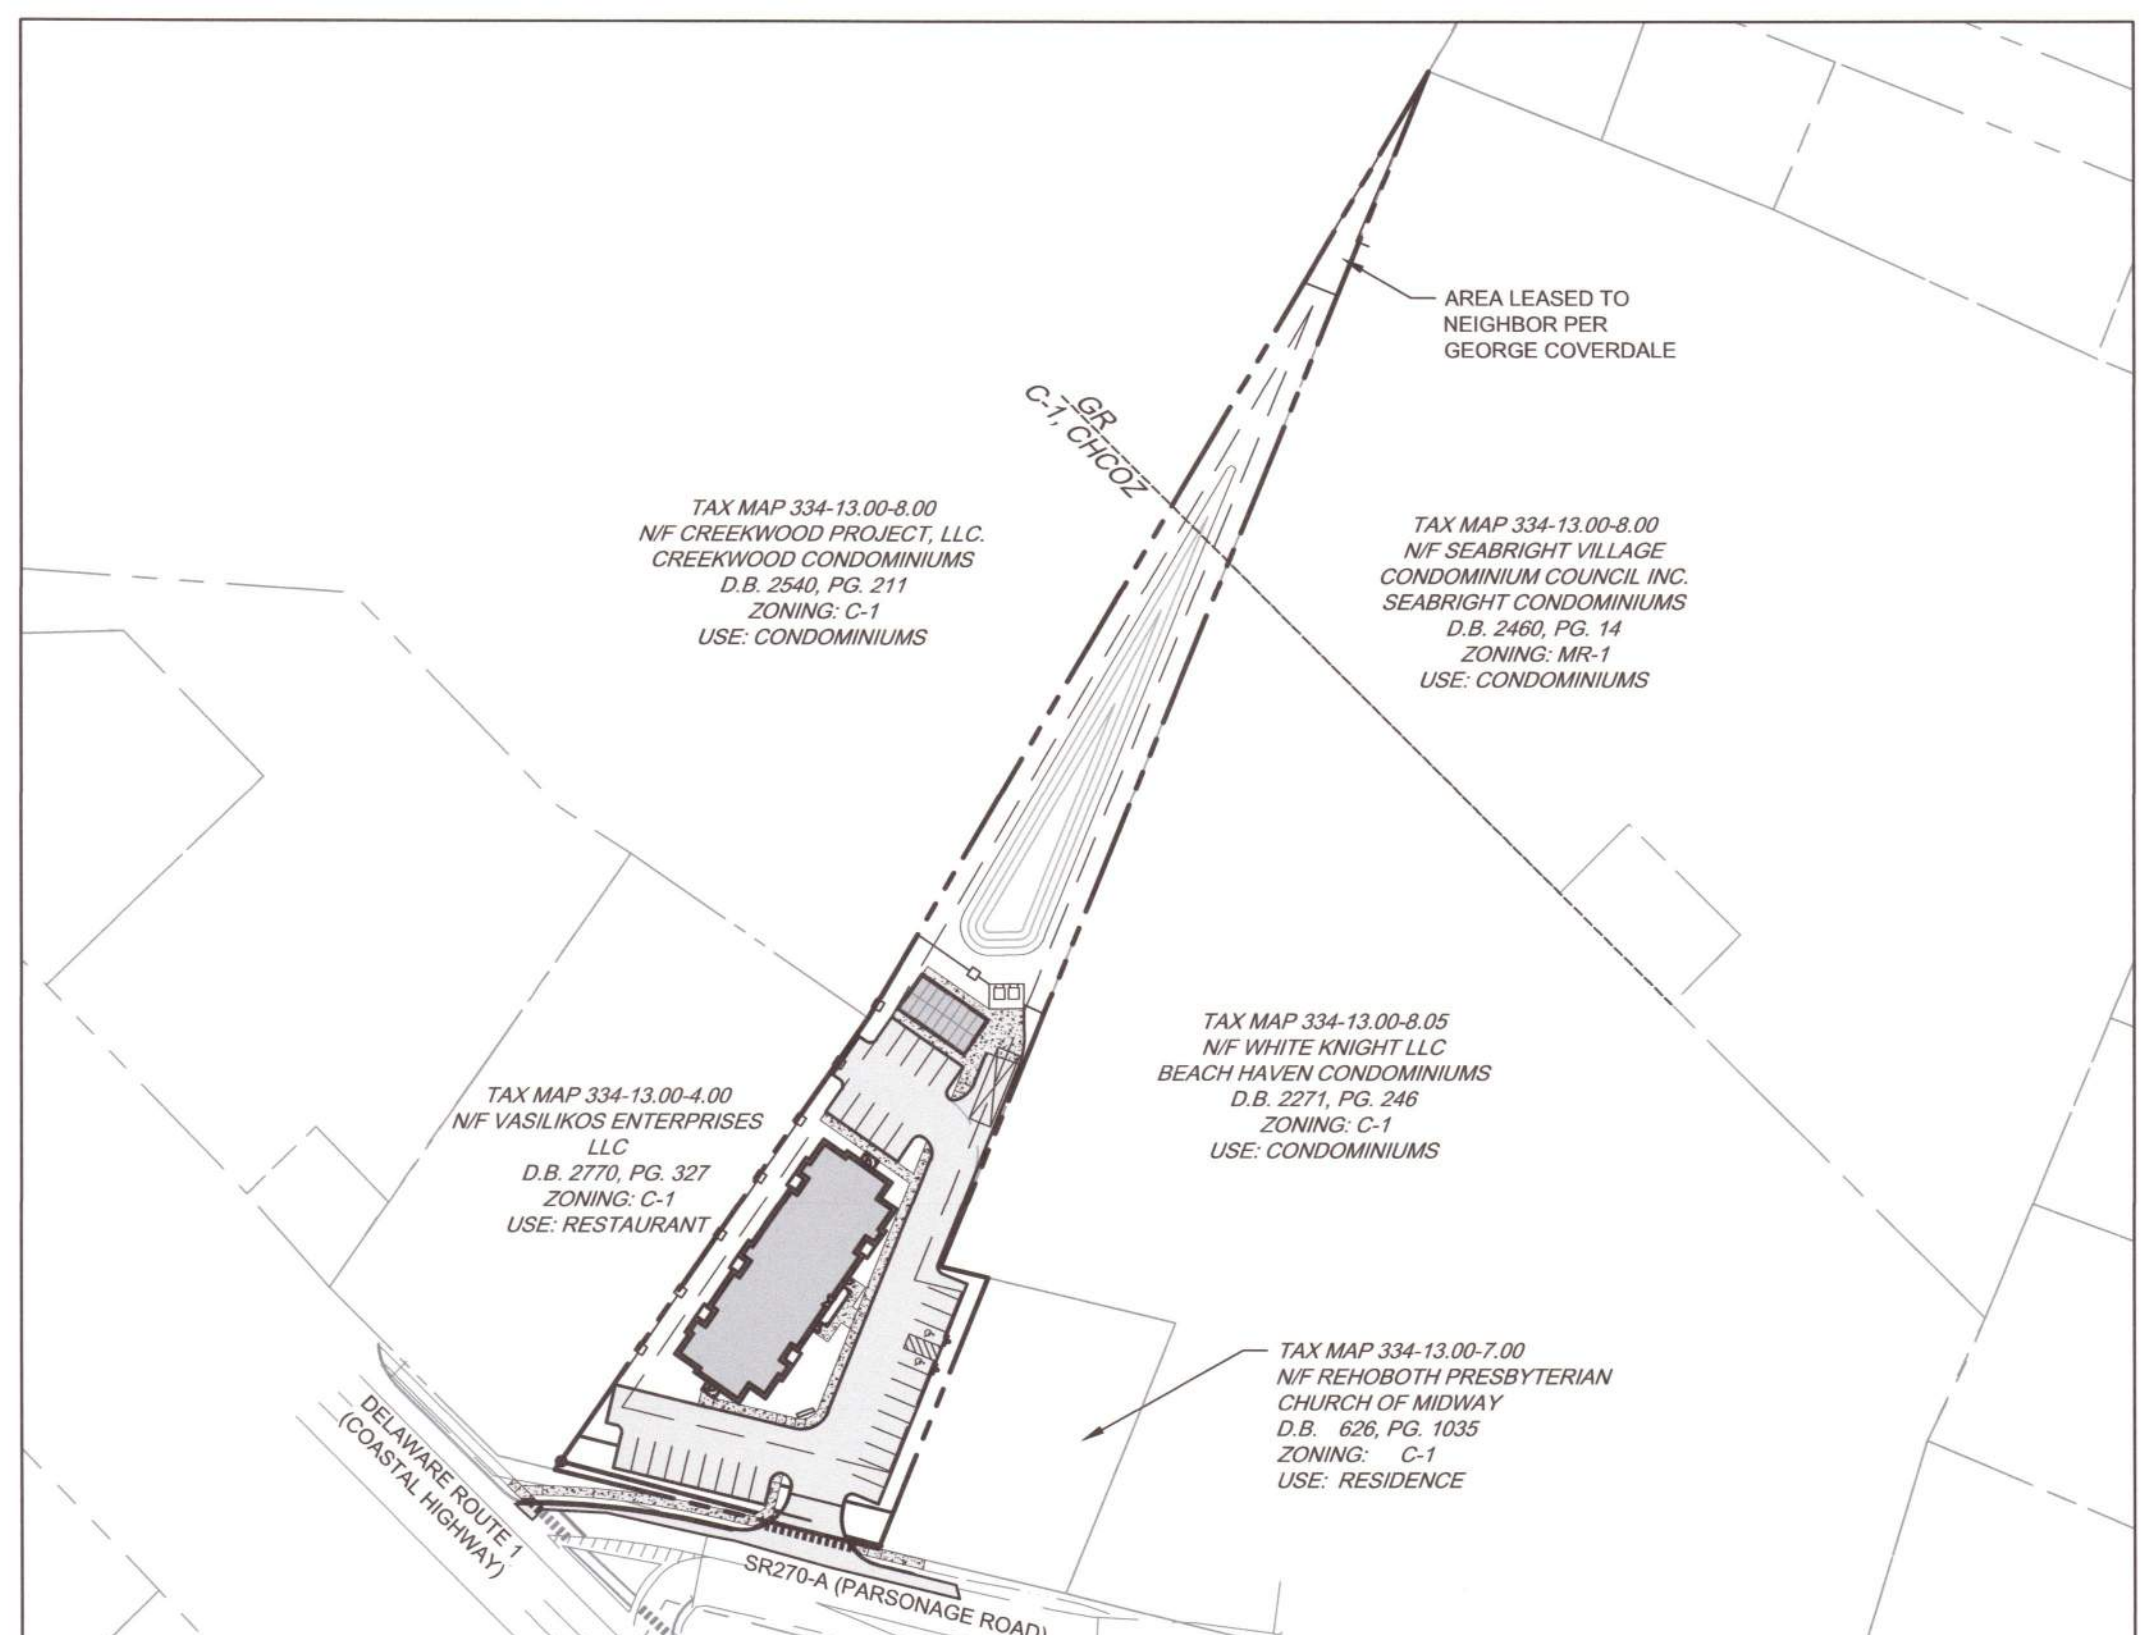 AREA LEASED TO
NEIGHBOR PER
GEORGE COVERDALE
GR
C-1, CHCOZ
TAX MAP 334-13.00-8.00
N/F CREEKWOOD PROJECT, LLC.
CREEKWOOD CONDOMINIUMS
D.B. 2540, PG. 211
ZONING: C-1
USE: CONDOMINIUMS
TAX MAP 334-13.00-8.00
N/F SEABRIGHT VILLAGE
CONDOMINIUM COUNCIL INC.
SEABRIGHT CONDOMINIUMS
D.B. 2460, PG. 14
ZONING: MR-1
USE: CONDOMINIUMS
TAX MAP 334-13.00-8.05
N/F WHITE KNIGHT LLC
BEACH HAVEN CONDOMINIUMS
D.B. 2271, PG. 246
ZONING: C-1
USE: CONDOMINIUMS
TAX MAP 334-13.00-4.00
N/F VASILIKOS ENTERPRISES
LLC
D.B. 2770, PG. 327
ZONING: C-1
USE: RESTAURANT
TAX MAP 334-13.00-7.00
N/F REHOBOTH PRESBYTERIAN
CHURCH OF MIDWAY
D.B. 626, PG. 1035
ZONING: C-1
USE: RESIDENCE
DELAWARE ROUTE 1
(COASTAL HIGHWAY)
SR270-A (PARSONAGE ROAD)